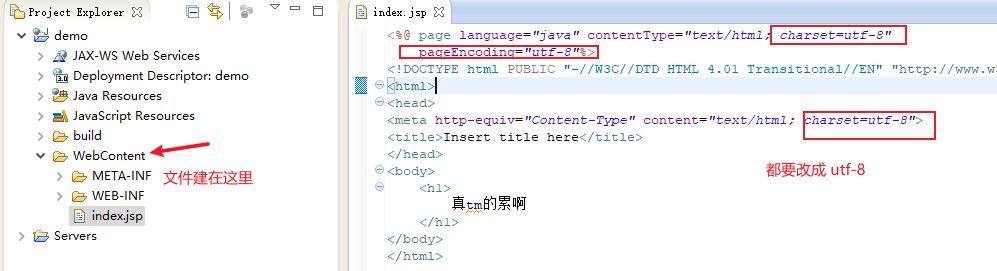 Project Explorer
demo
JAX-WS Web Services
Deployment Descriptor: demo
Java Resources
JavaScript Resources
build
WebContent
META-INF
文件建在这里
WEB-INF
index.jsp
Servers
index.jsp
<%@ page language="java" contentType="text/html; charset=utf-8"
pageEncoding="utf-8"%>
<!DOCTYPE html PUBLIC "-//W3C//DTD HTML 4.01 Transitional//EN" "http://www.w3
<html>
<head>
<meta http-equiv="Content-Type" content="text/html; charset=utf-8">
<title>Insert title here</title>
</head>
都要改成 utf-8
<body>
<h1>
真tm的累啊
</h1>
</body>
</html>